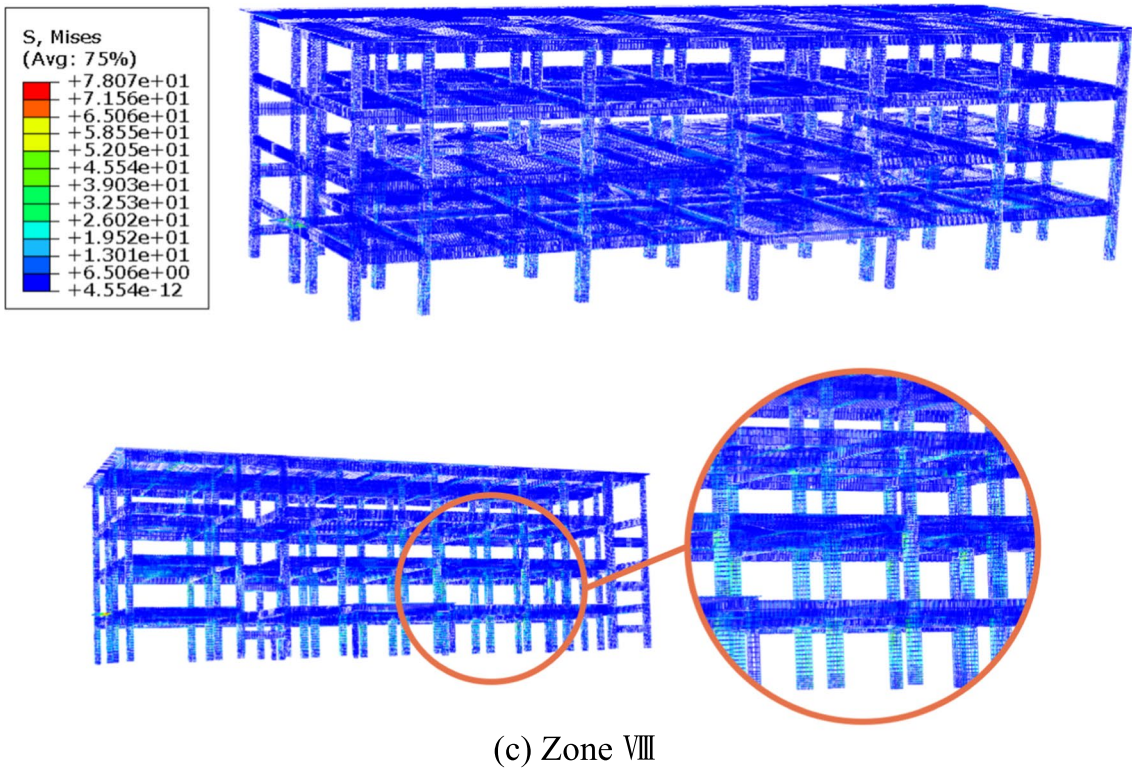 S, Mises
(Avg: 75%)
+7.807e+01
+7.156e+01
+6.506e+01
+5.855e+01
+5.205e+01
+4.554e+01
+3.903e+01
+3.253e+01
+2.602e+01
+1.952e+01
+1.301e+01
+6.506e+00
+4.554e-12
(c) Zone Ⅷ